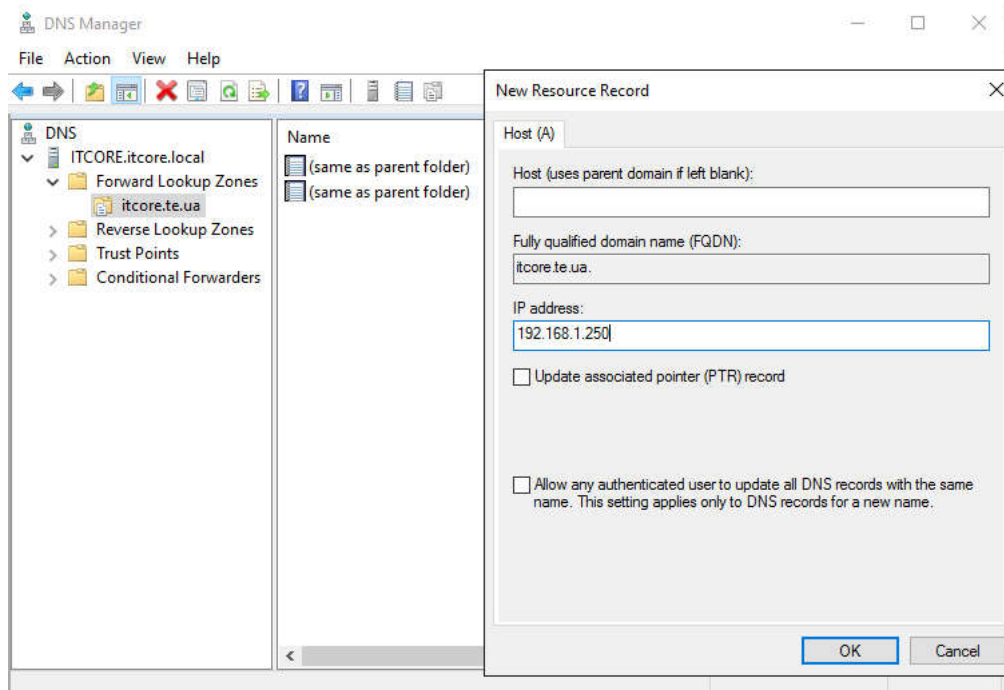 DNS Manager
File Action View Help
DNS
ITCORE.itcore.local
Forward Lookup Zones
itcore.te.ua
Reverse Lookup Zones
Trust Points
Conditional Forwarders
Name
(same as parent folder)
(same as parent folder)
New Resource Record
Host (A)
Host (uses parent domain if left blank):
Fully qualified domain name (FQDN):
itcore.te.ua.
IP address:
192.168.1.250
Update associated pointer (PTR) record
Allow any authenticated user to update all DNS records with the same
name. This setting applies only to DNS records for a new name.
OK Cancel